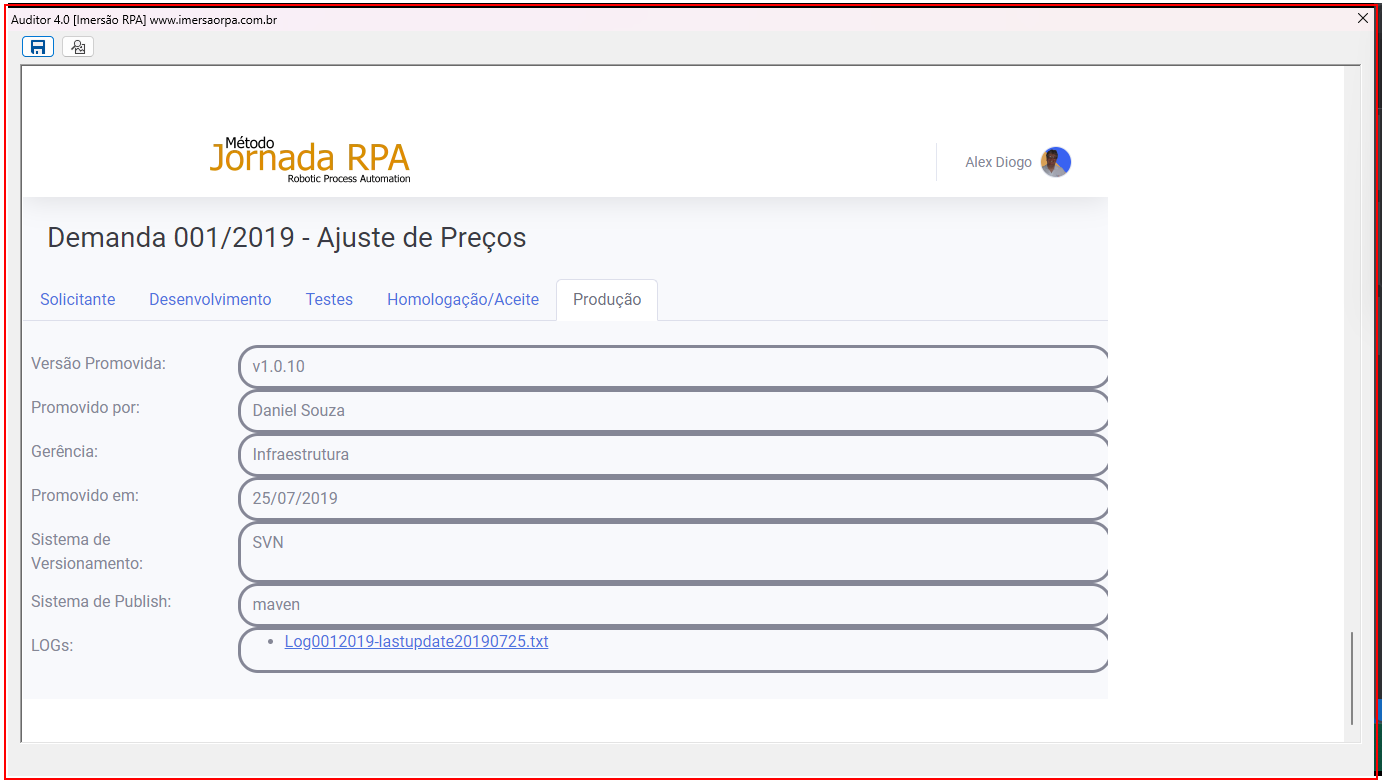 Auditor 4.0 [Imersão RPA] www.imersaorpa.com.br
Método
Jornada RPA
Robotic Process Automation
Alex Diogo
Demanda 001/2019 - Ajuste de Preços
Solicitante Desenvolvimento Testes Homologação/Aceite Produção
Versão Promovida: v1.0.10
Promovido por: Daniel Souza
Gerência: Infraestrutura
Promovido em: 25/07/2019
Sistema de SVN
Versionamento:
Sistema de Publish: maven
LOGs: • Log0012019-lastupdate20190725.txt